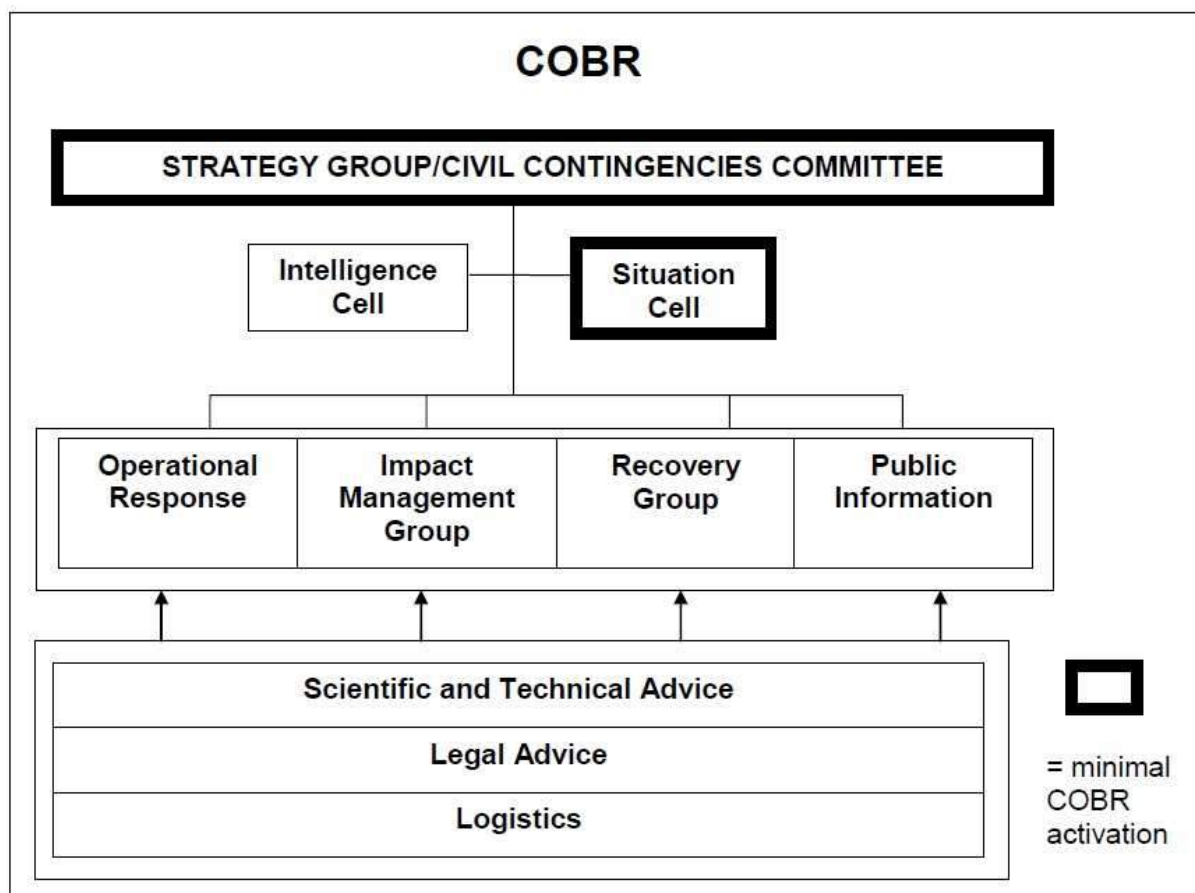 COBR
STRATEGY GROUP/CIVIL CONTINGENCIES COMMITTEE
Intelligence
Cell
Situation
Cell
Operational
Response
Impact
Management
Group
Recovery
Group
Public
Information
Scientific and Technical Advice
Legal Advice
Logistics
= minimal
COBR
activation